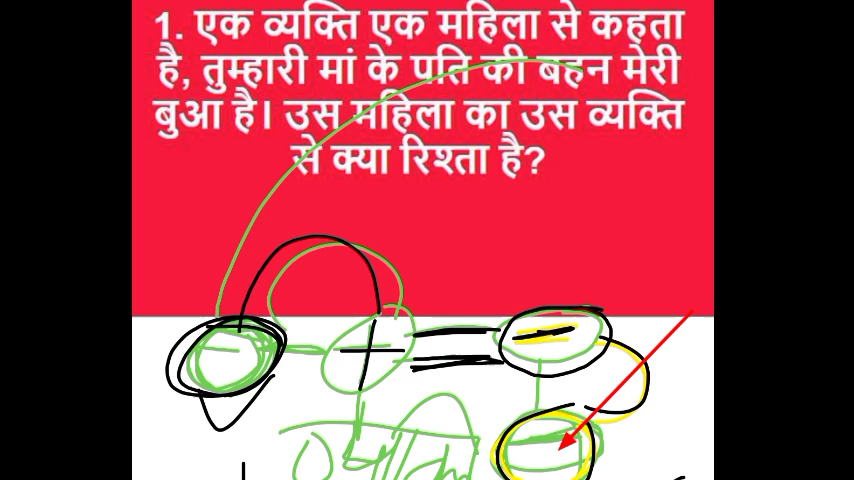 1. एक व्यक्ति एक महिला से कहता
है, तुम्हारी मां के पति की बहन मेरी
बुआ है। उस महिला का उस व्यक्ति
से क्या रिश्ता है?